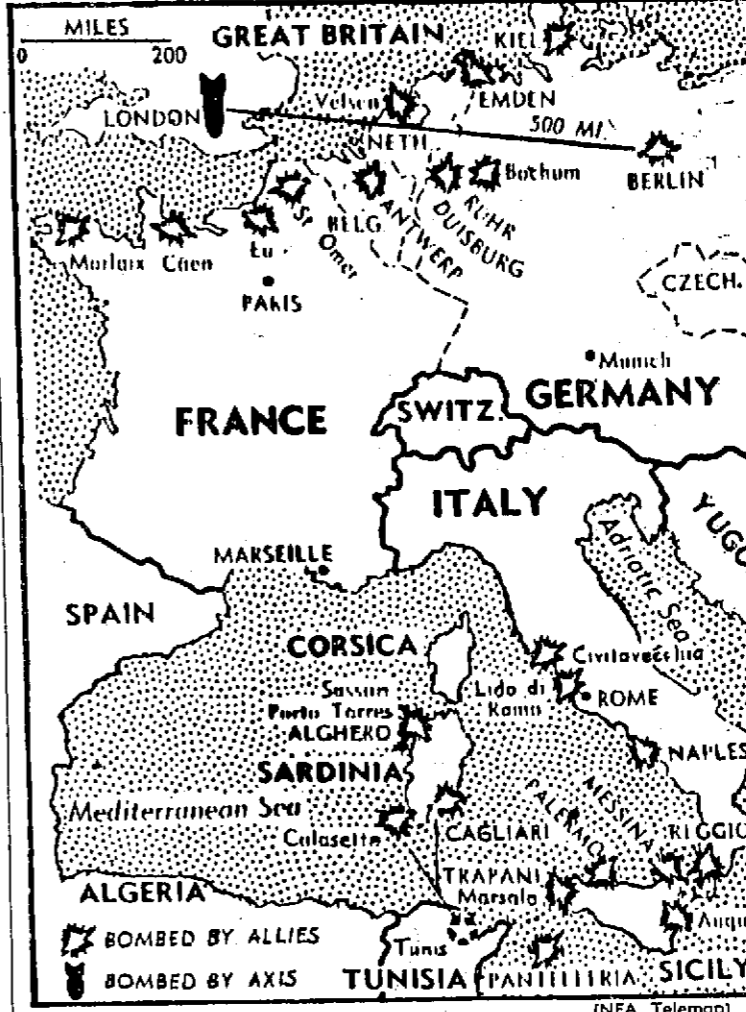 MILES
0 200
GREAT BRITAIN
KIEL
LONDON
Velsen
EMDEN
500 MI.
NETH.
BERLIN
Bochum
RUHR
DUISBURG
BELG
ANTWERP
St Omer
Eu
Morlaix Caen
PARIS
CZECH.
Munich
GERMANY
FRANCE
SWITZ.
ITALY
YUGO
Adriatic Sea
MARSEILLE
SPAIN
CORSICA
Civitavecchia
Lido di
Roma
ROME
Porto Torres
ALGHERO
NAPLES
SARDINIA
Mediterranean Sea
Calasetta
CAGLIARI
PALERMO
MESSINA
REGGIO
TRAPANI
Marsala
ALGERIA
Augu
BOMBED BY ALLIES
Tunis
BOMBED BY AXIS
TUNISIA
PANTELLERIA
SICILY
[NEA Telemap]